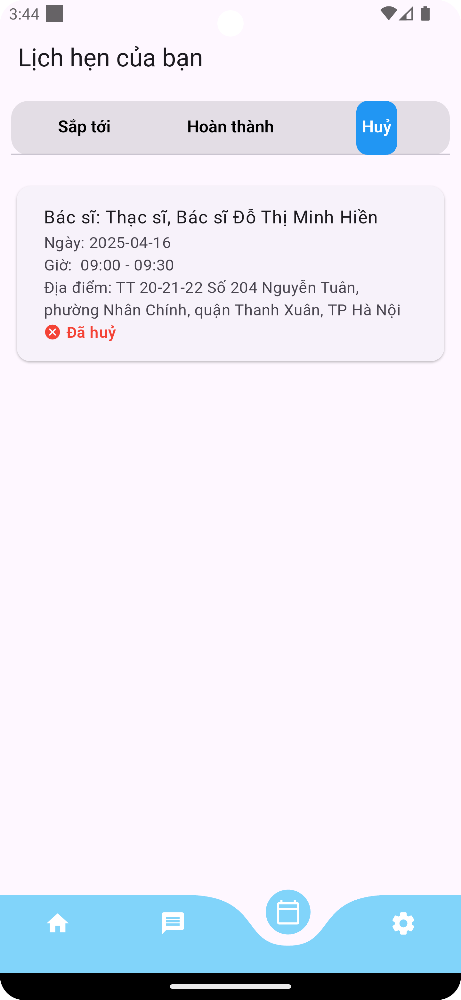 3:44
Lịch hẹn của bạn
Sắp tới
Hoàn thành
Huỷ
Bác sĩ: Thạc sĩ, Bác sĩ Đỗ Thị Minh Hiền
Ngày: 2025-04-16
Giờ:  09:00 - 09:30
Địa điểm: TT 20-21-22 Số 204 Nguyễn Tuân,
phường Nhân Chính, quận Thanh Xuân, TP Hà Nội
Đã huỷ